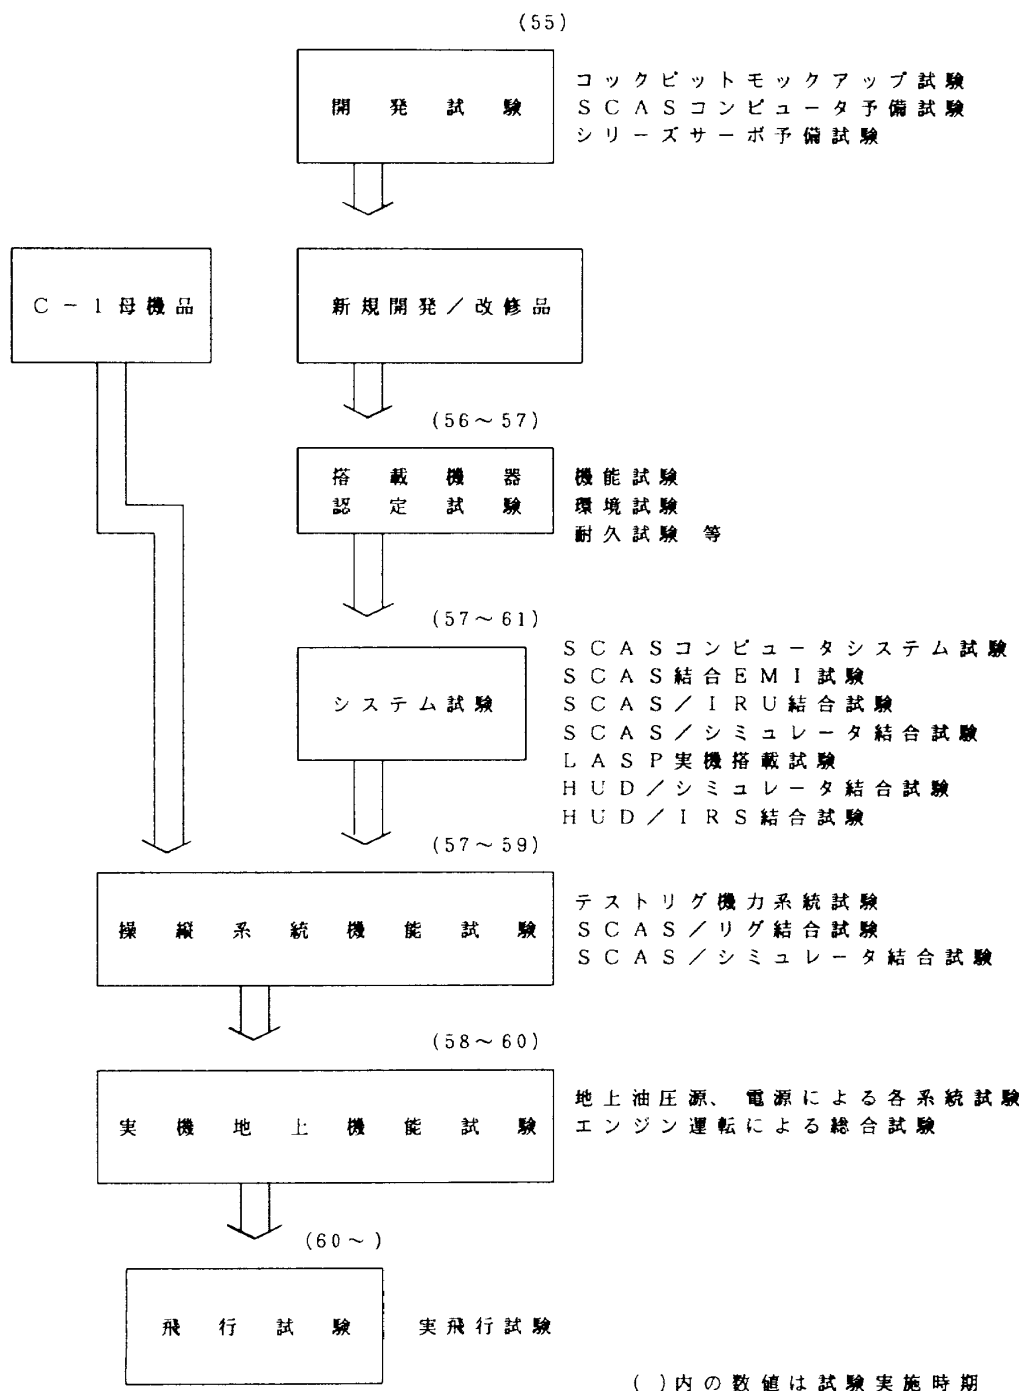 (55)
開発試験
コックピットモックアップ試験
SCASコンピュータ予備試験
シリーズサーボ予備試験
C-1母機品
新規開発/改修品
(56~57)
搭載機器
認定試験
機能試験
環境試験
耐久試験 等
(57~61)
システム試験
SCASコンピュータシステム試験
SCAS結合EMI試験
SCAS/IRU結合試験
SCAS/シミュレータ結合試験
LASP実機搭載試験
HUD/シミュレータ結合試験
HUD/IRS結合試験
(57~59)
操縦系統機能試験
テストリグ機力系統試験
SCAS/リグ結合試験
SCAS/シミュレータ結合試験
(58~60)
実機地上機能試験
地上油圧源、電源による各系統試験
エンジン運転による総合試験
(60~)
飛行試験
実飛行試験
( )内の数値は試験実施時期